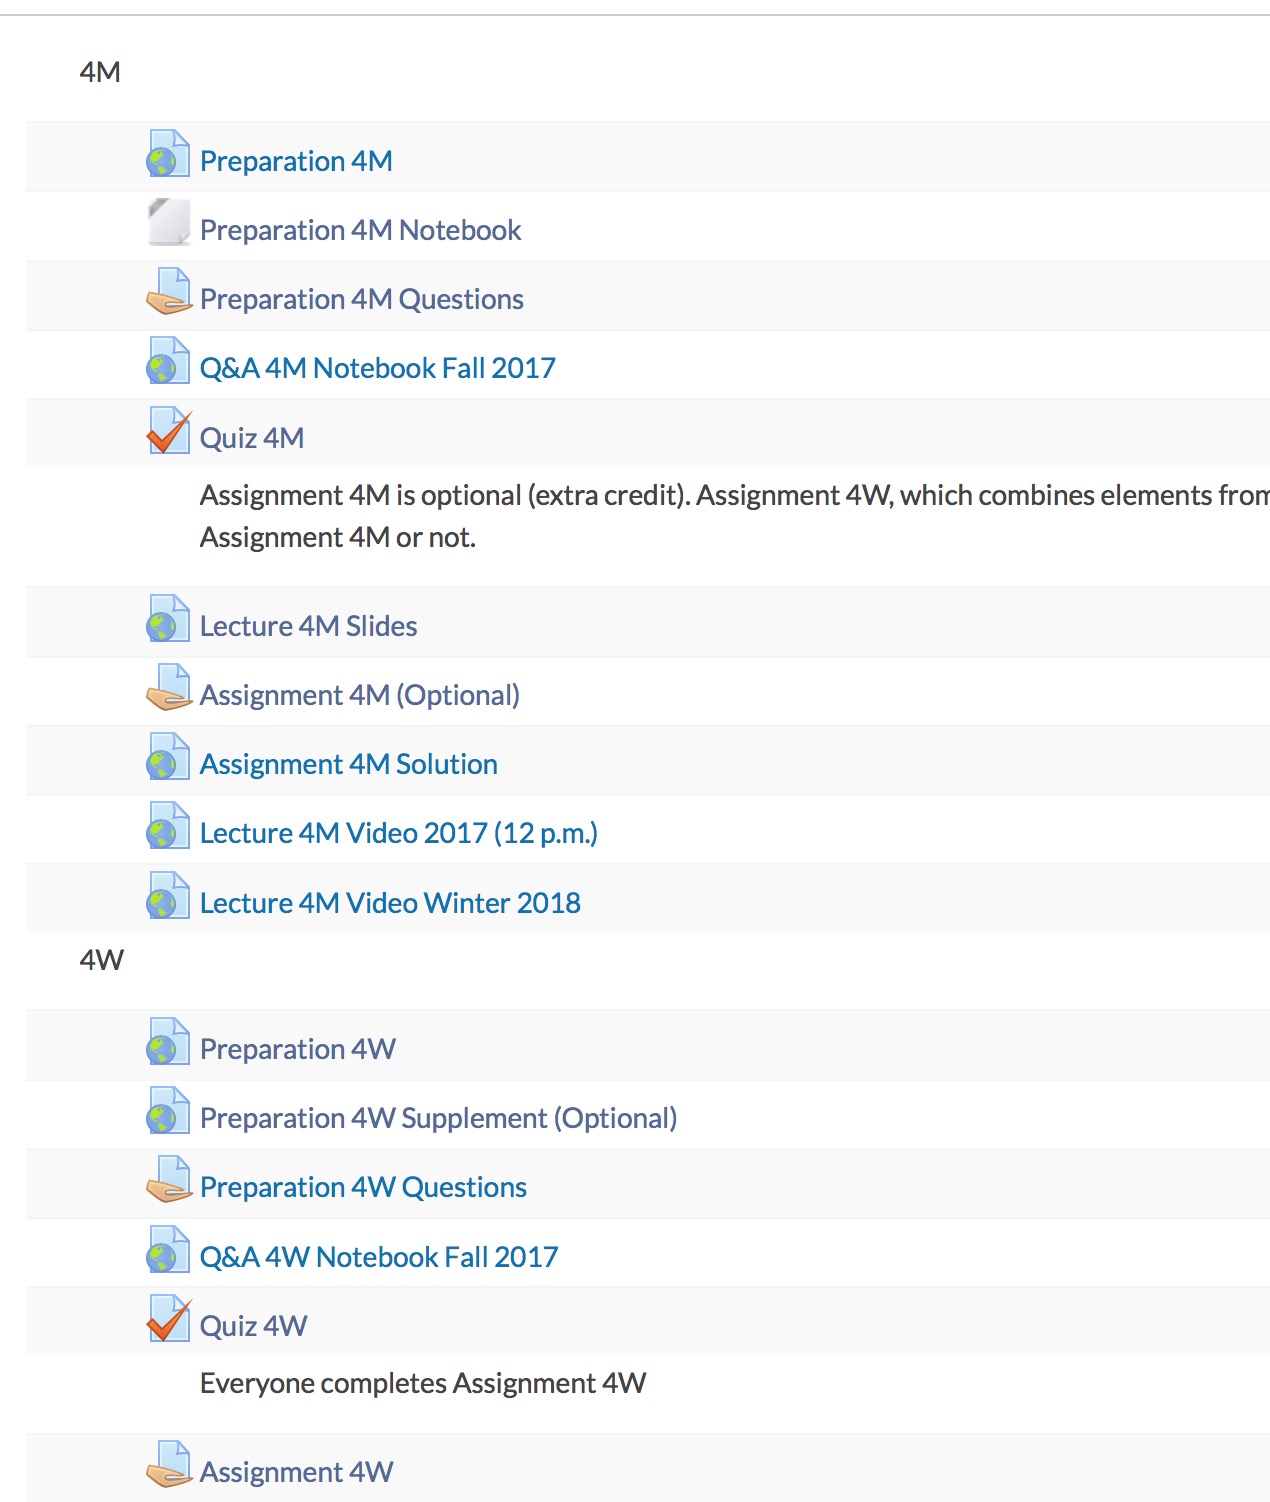 4M
Preparation 4M
Preparation 4M Notebook
Preparation 4M Questions
Q&A 4M Notebook Fall 2017
Quiz 4M
Assignment 4M is optional (extra credit). Assignment 4W, which combines elements from
Assignment 4M or not.
Lecture 4M Slides
Assignment 4M (Optional)
Assignment 4M Solution
Lecture 4M Video 2017 (12 p.m.)
Lecture 4M Video Winter 2018
4W
Preparation 4W
Preparation 4W Supplement (Optional)
Preparation 4W Questions
Q&A 4W Notebook Fall 2017
Quiz 4W
Everyone completes Assignment 4W
Assignment 4W